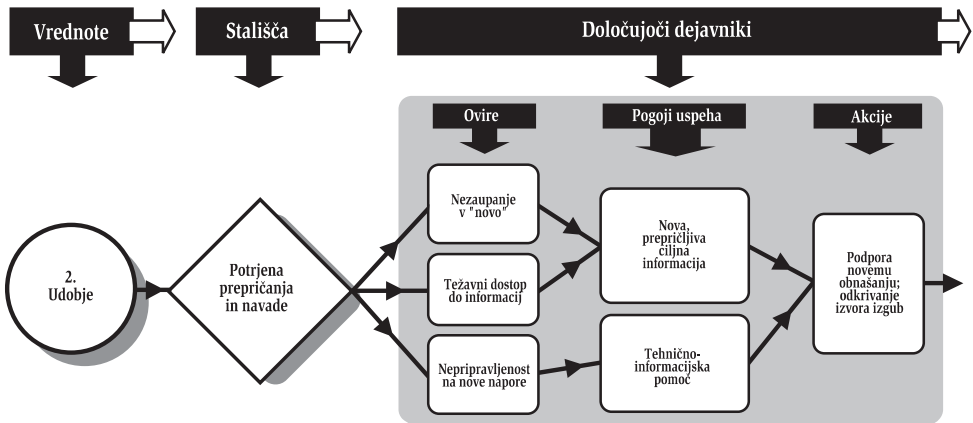 Vrednote
Stališča
Določujoči dejavniki
Ovire
Pogoji uspeha
Akcije
2.
Udobje
Potrjena
prepričanja
in navade
Nezaupanje
v "novo"
Težavni dostop
do informacij
Nepripravljenost
na nove napore
Nova,
prepričljiva
ciljna
informacija
Tehnično-
informacijska
pomoč
Podpora
novemu
obnašanju;
odkrivanje
izvora izgub